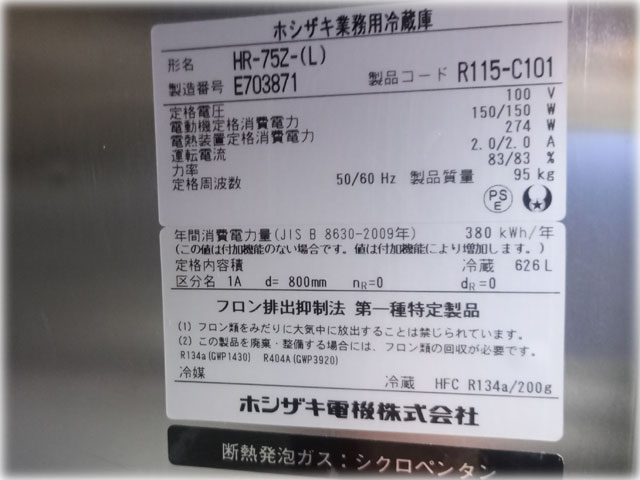 ホシザキ業務用冷蔵庫
形名 HR-75Z-(L)
製造番号 E703871 製品コード R115-C101
定格電圧 100 V
電動機定格消費電力 150/150 W
電熱装置定格消費電力 274 W
運転電流 2.0/2.0 A
力率 83/83 %
定格周波数 50/60 Hz 製品質量 95 kg
PS
E
年間消費電力量(JIS B 8630-2009年) 380 kWh/年
(この値は付加機能のない場合です。値は付加機能により増加します。)
定格内容積 冷蔵 626 L
区分名 1A d= 800mm nR=0 dR=0
フロン排出抑制法 第一種特定製品
(1) フロン類をみだりに大気中に放出することは禁じられています。
(2) この製品を廃棄・整備する場合には、フロン類の回収が必要です。
R134a(GWP1430) R404A(GWP3920)
冷媒 冷蔵 HFC R134a/200g
ホシザキ電機株式会社
断熱発泡ガス:シクロペンタン